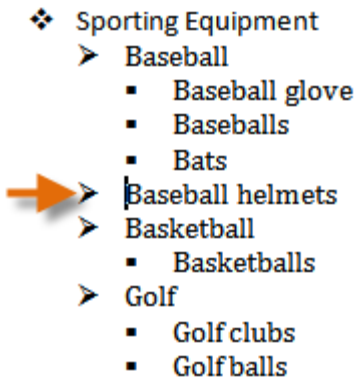 ❖ Sporting Equipment
➤ Baseball
▪ Baseball glove
▪ Baseballs
▪ Bats
➤ Baseball helmets
➤ Basketball
▪ Basketballs
➤ Golf
▪ Golf clubs
▪ Golf balls